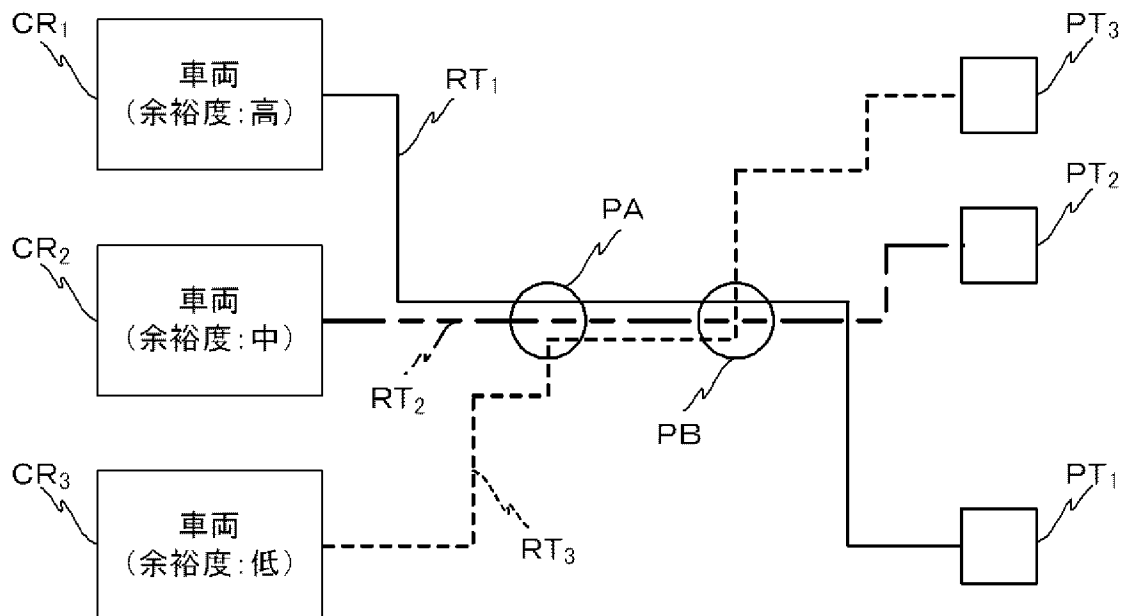 CR₁
車両
(余裕度:高)
RT₁
PT₃
CR₂
車両
(余裕度:中)
PA
PT₂
RT₂
PB
CR₃
車両
(余裕度:低)
RT₃
PT₁